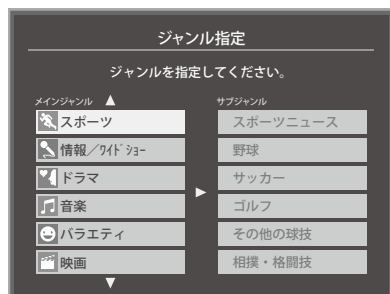 ジャンル指定
ジャンルを指定してください。
メインジャンル
サブジャンル
スポーツ
スポーツニュース
情報／ﾜｲﾄﾞｼｮｰ
野球
ドラマ
サッカー
音楽
ゴルフ
バラエティ
その他の球技
映画
相撲・格闘技